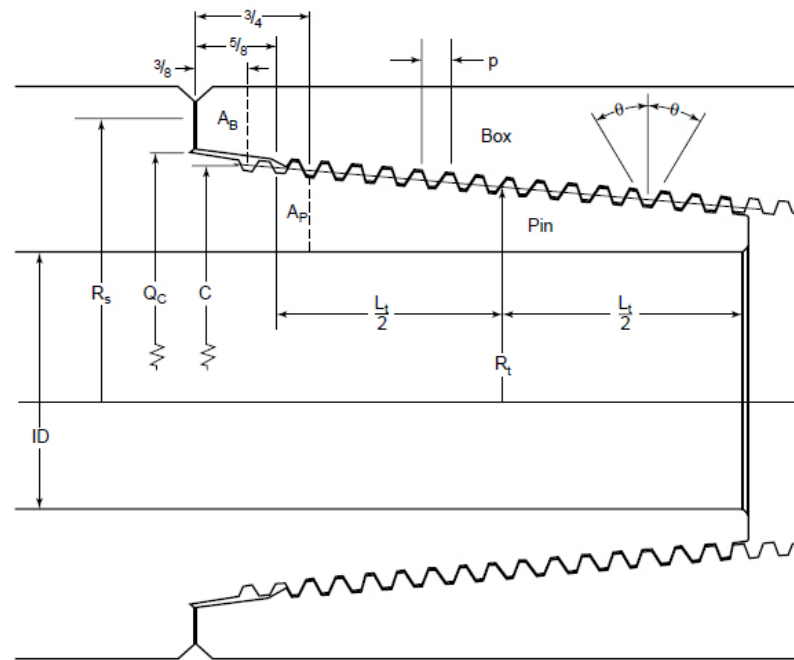 3/4
5/8
3/8
p
θ θ
A_B
Box
A_P
Pin
R_s
Q_C
C
L_t/2
L_t/2
R_t
ID